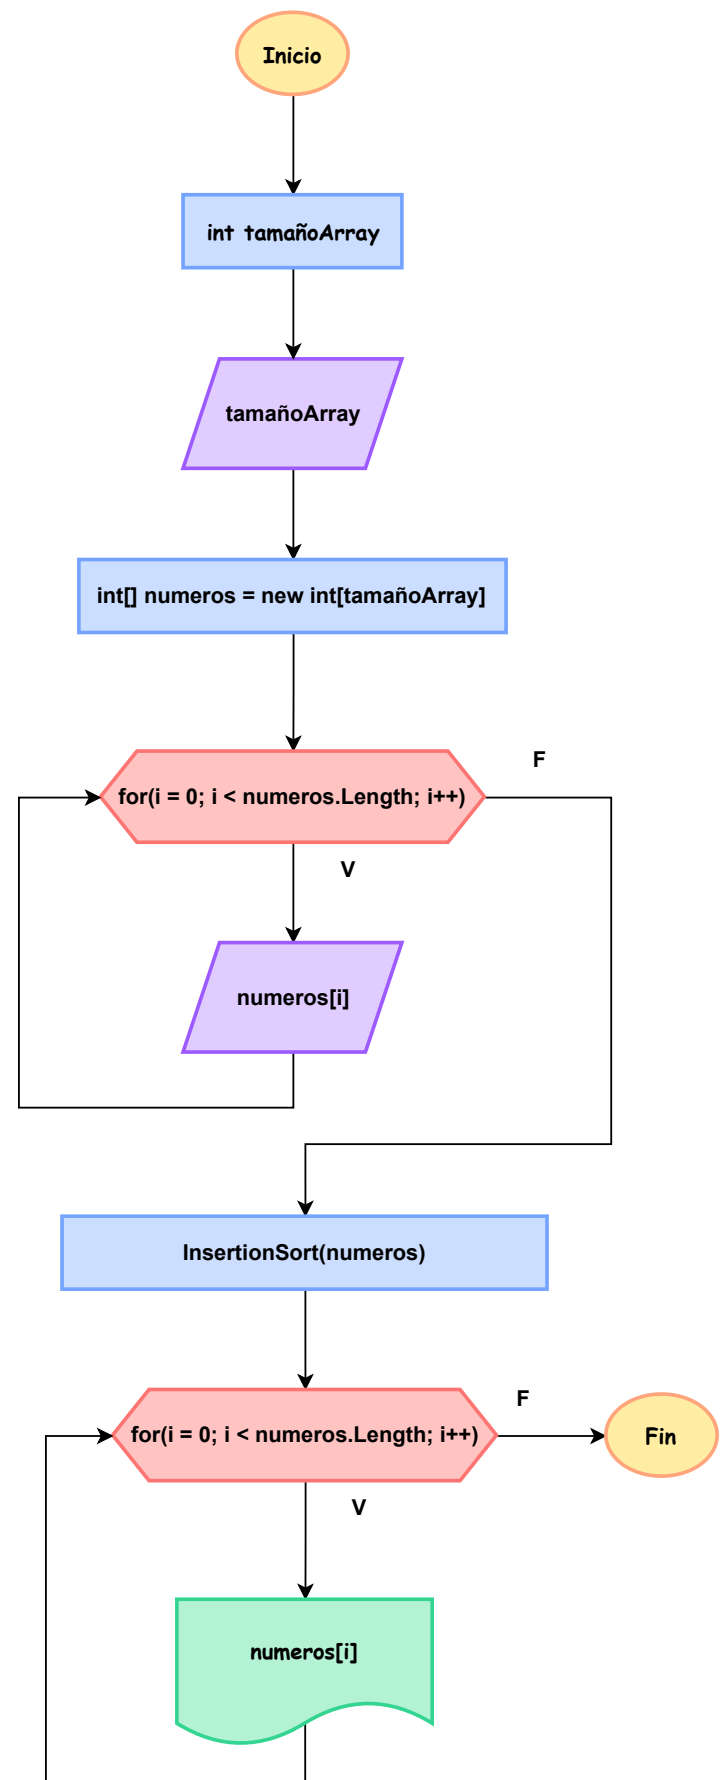 Inicio
int tamañoArray
tamañoArray
int[] numeros = new int[tamañoArray]
F
for(i = 0; i < numeros.Length; i++)
V
numeros[i]
InsertionSort(numeros)
F
for(i = 0; i < numeros.Length; i++)
Fin
V
numeros[i]